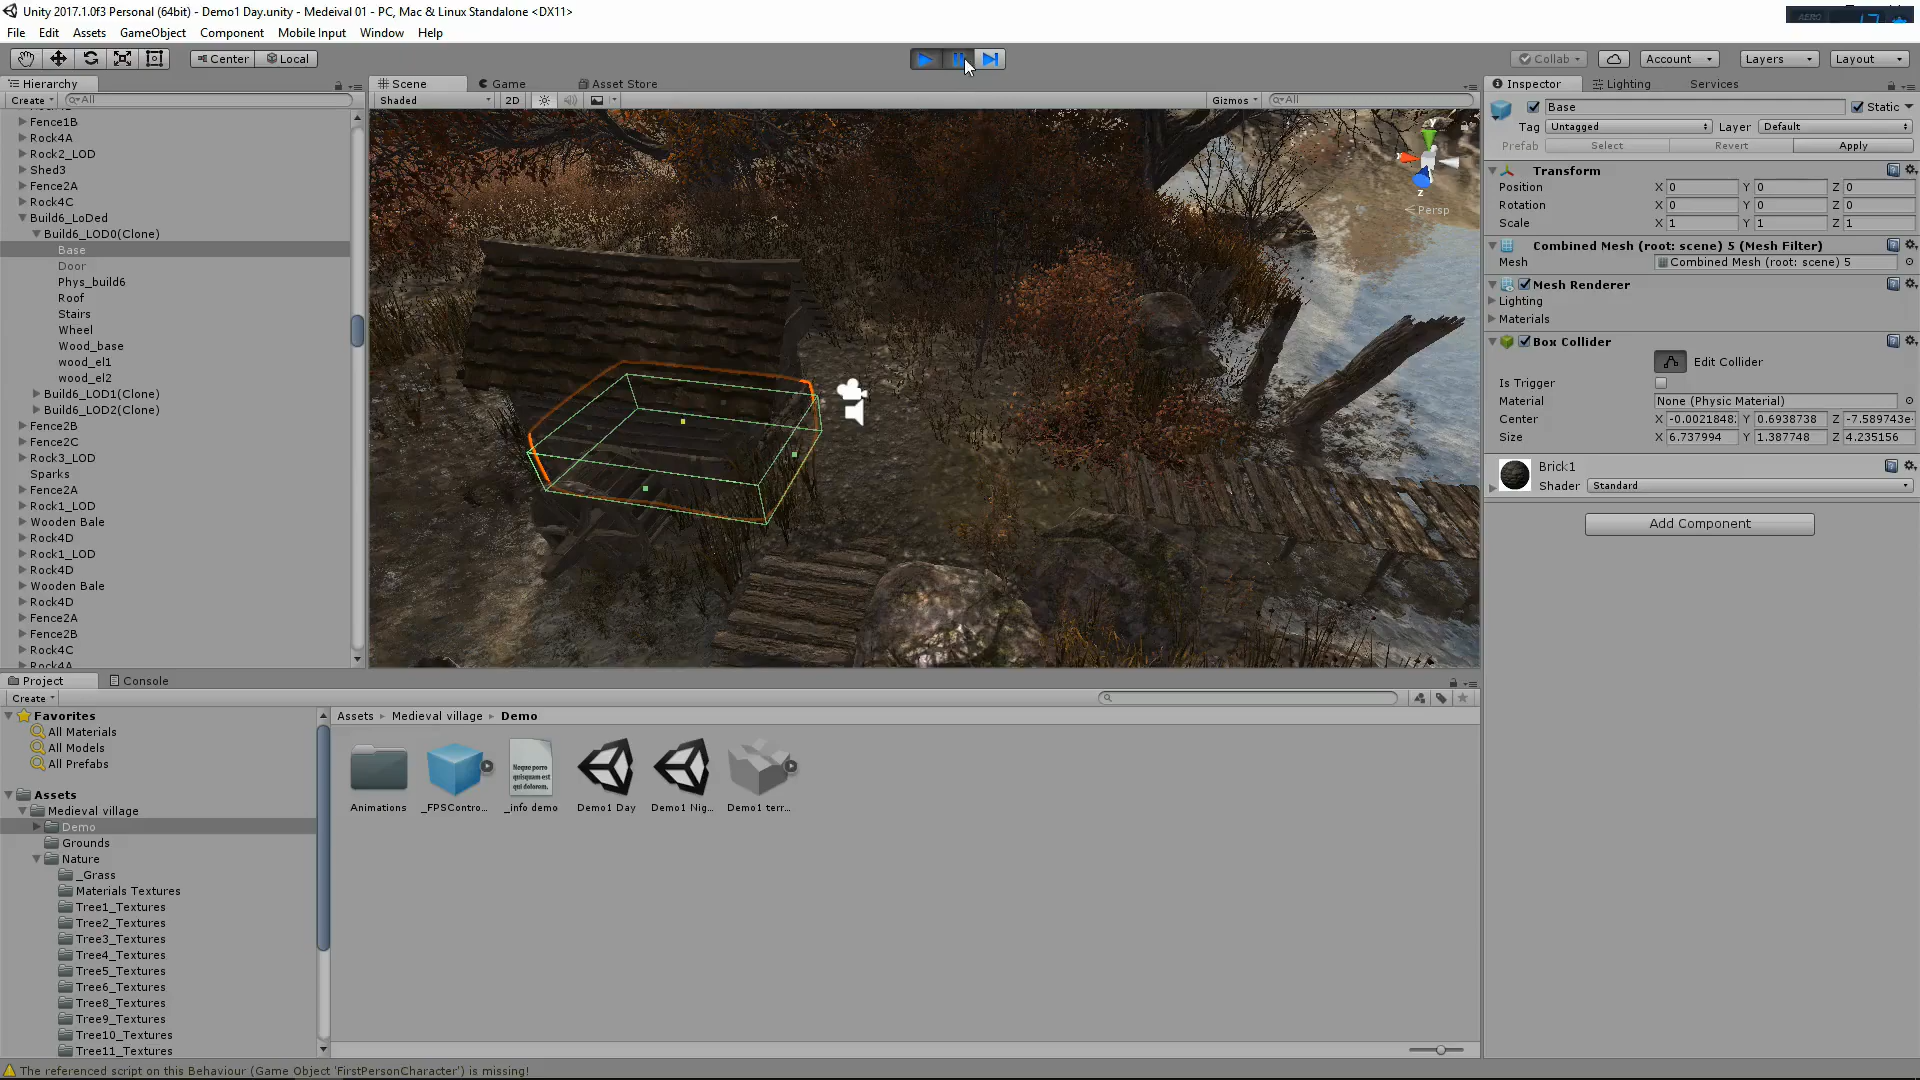 Unity 2017.1.0f3 Personal (64bit) - Demo1 Day.unity - Medeival 01 - PC, Mac & Linux Standalone <DX11>
File Edit Assets GameObject Component Mobile Input Window Help
Center Local Collab Account Layers Layout
Hierarchy
Create All
Fence1B
Rock4A
Rock2_LOD
Shed3
Fence2A
Rock4C
Build6_LoDed
Build6_LOD0(Clone)
Base
Door
Phys_build6
Roof
Stairs
Wheel
Wood_base
wood_el1
wood_el2
Build6_LOD1(Clone)
Build6_LOD2(Clone)
Fence2B
Fence2C
Rock3_LOD
Sparks
Fence2A
Rock1_LOD
Wooden Bale
Rock4D
Rock1_LOD
Rock4D
Wooden Bale
Rock4D
Fence2A
Fence2B
Rock4C
Rock4A
Scene Game Asset Store
Shaded 2D Gizmos All
y
z
Persp
Inspector Lighting Services
Base Static
Tag Untagged Layer Default
Prefab Select Revert Apply
Transform
Position X 0 Y 0 Z 0
Rotation X 0 Y 0 Z 0
Scale X 1 Y 1 Z 1
Combined Mesh (root: scene) 5 (Mesh Filter)
Mesh Combined Mesh (root: scene) 5
Mesh Renderer
Lighting
Materials
Box Collider
Edit Collider
Is Trigger
Material None (Physic Material)
Center X -0.0021848 Y 0.6938738 Z -7.589743e-
Size X 6.737994 Y 1.387748 Z 4.235156
Brick1
Shader Standard
Add Component
Project Console
Create
Favorites
All Materials
All Models
All Prefabs
Assets
Medieval village
Demo
Grounds
Nature
_Grass
Materials Textures
Tree1_Textures
Tree2_Textures
Tree3_Textures
Tree4_Textures
Tree5_Textures
Tree6_Textures
Tree8_Textures
Tree9_Textures
Tree10_Textures
Tree11_Textures
Assets Medieval village Demo
Neque porro
quisquam est
qui dolorem.
Animations _FPSContro... _info demo Demo1 Day Demo1 Nig... Demo1 terr...
The referenced script on this Behaviour (Game Object 'FirstPersonCharacter') is missing!